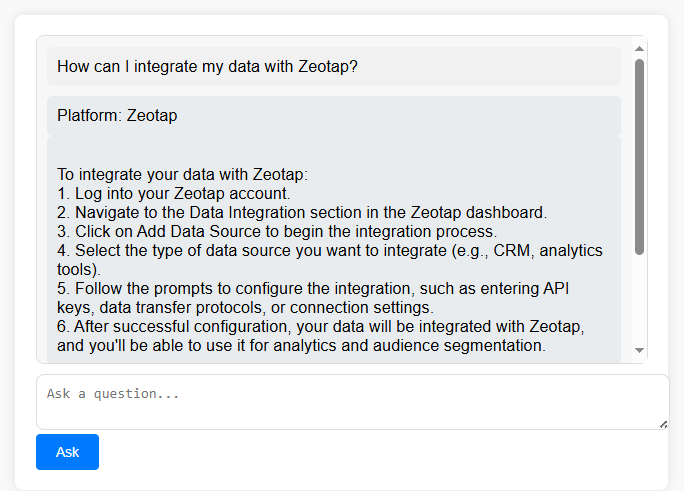 How can I integrate my data with Zeotap?
Platform: Zeotap
To integrate your data with Zeotap:
1. Log into your Zeotap account.
2. Navigate to the Data Integration section in the Zeotap dashboard.
3. Click on Add Data Source to begin the integration process.
4. Select the type of data source you want to integrate (e.g., CRM, analytics
tools).
5. Follow the prompts to configure the integration, such as entering API
keys, data transfer protocols, or connection settings.
6. After successful configuration, your data will be integrated with Zeotap,
and you'll be able to use it for analytics and audience segmentation.
Ask a question...
Ask